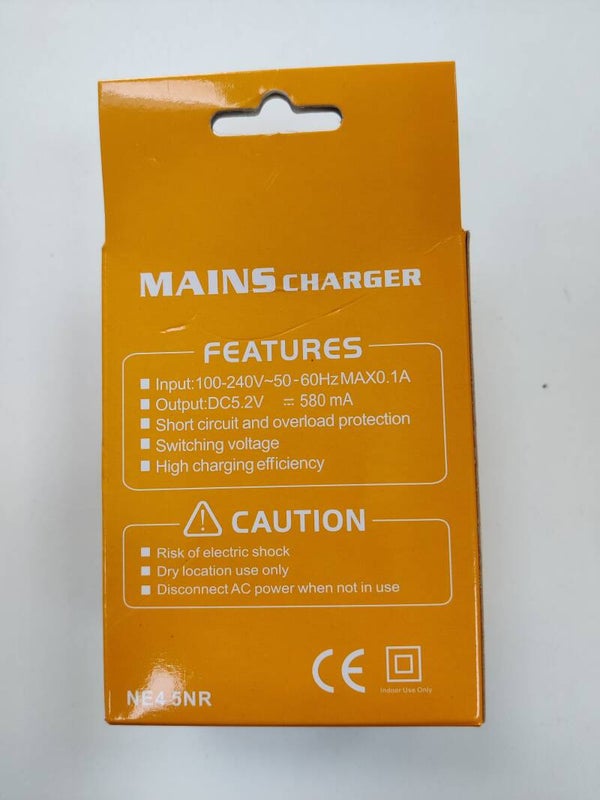 MAINS CHARGER
FEATURES
Input:100-240V~50-60Hz MAX0.1A
Output:DC5.2V ⎓ 580 mA
Short circuit and overload protection
Switching voltage
High charging efficiency
CAUTION
Risk of electric shock
Dry location use only
Disconnect AC power when not in use
CE
Indoor Use Only
NE4.5NR